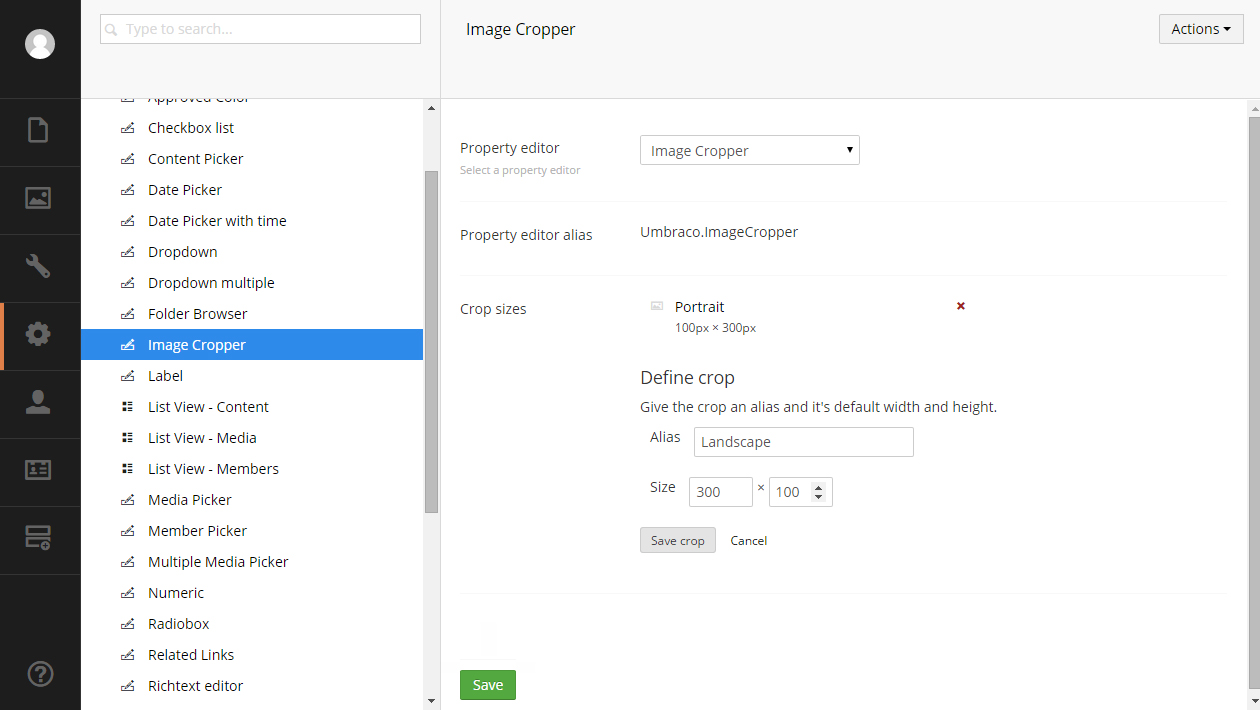 Type to search...
Image Cropper
Actions
Approved Color
Checkbox list
Content Picker
Date Picker
Date Picker with time
Dropdown
Dropdown multiple
Folder Browser
Image Cropper
Label
List View - Content
List View - Media
List View - Members
Media Picker
Member Picker
Multiple Media Picker
Numeric
Radiobox
Related Links
Richtext editor
Property editor
Select a property editor
Image Cropper
Property editor alias
Umbraco.ImageCropper
Crop sizes
Portrait
100px × 300px
Define crop
Give the crop an alias and it's default width and height.
Alias
Landscape
Size
300 × 100
Save crop
Cancel
Save